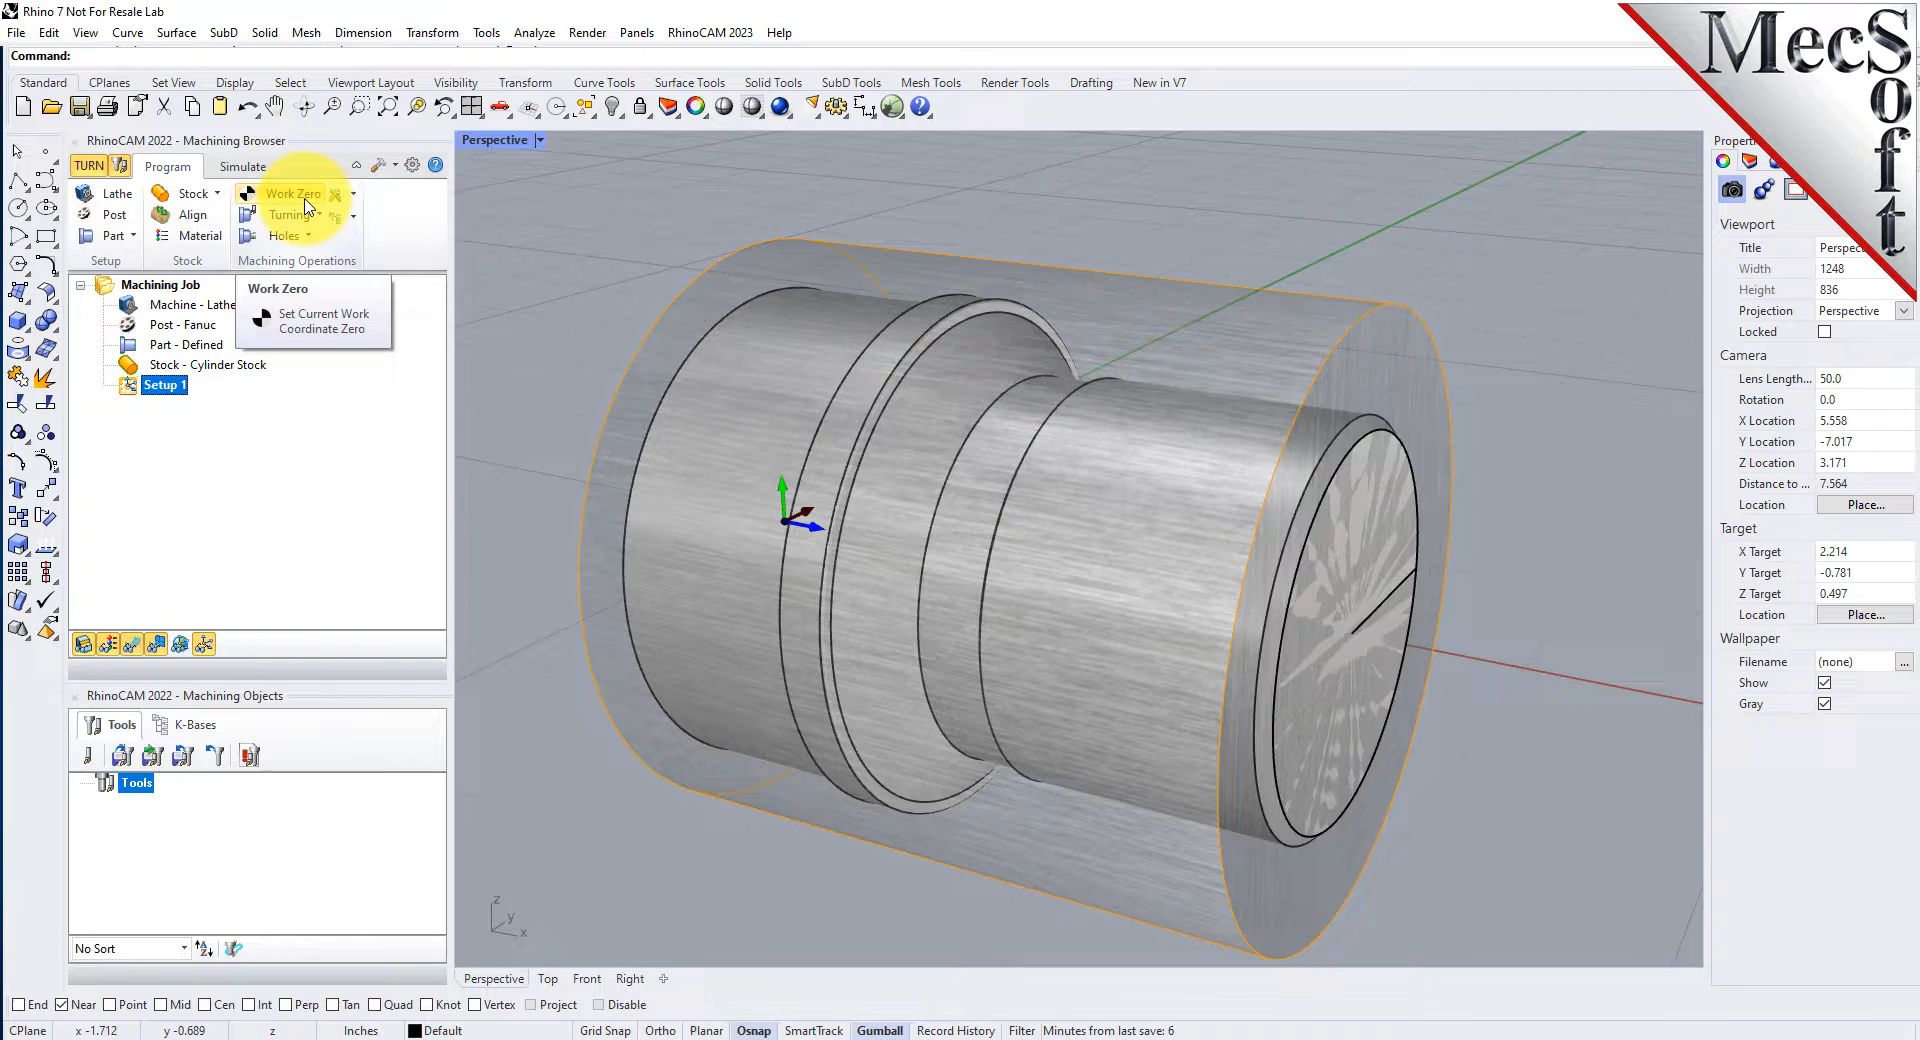 Rhino 7 Not For Resale Lab
File Edit View Curve Surface SubD Solid Mesh Dimension Transform Tools Analyze Render Panels RhinoCAM 2023 Help
Command:
Standard CPlanes Set View Display Select Viewport Layout Visibility Transform Curve Tools Surface Tools Solid Tools SubD Tools Mesh Tools Render Tools Drafting New in V7
MecSoft
RhinoCAM 2022 - Machining Browser
TURN Program Simulate
Lathe Stock Work Zero
Post Align Turning
Part Material Holes
Setup Stock Machining Operations
Machining Job
Machine - Lathe
Post - Fanuc
Part - Defined
Stock - Cylinder Stock
Setup 1
Work Zero
Set Current Work
Coordinate Zero
RhinoCAM 2022 - Machining Objects
Tools K-Bases
Tools
No Sort
Perspective
z
y
x
Perspective Top Front Right
Viewport
Title
Width 1248
Height 836
Projection Perspective
Locked
Camera
Lens Length... 50.0
Rotation 0.0
X Location 5.558
Y Location -7.017
Z Location 3.171
Distance to ... 7.564
Location Place...
Target
X Target 2.214
Y Target -0.781
Z Target 0.497
Location Place...
Wallpaper
Filename (none) ...
Show
Gray
End Near Point Mid Cen Int Perp Tan Quad Knot Vertex Project Disable
CPlane x -1.712 y -0.689 z Inches Default Grid Snap Ortho Planar Osnap SmartTrack Gumball Record History Filter Minutes from last save: 6